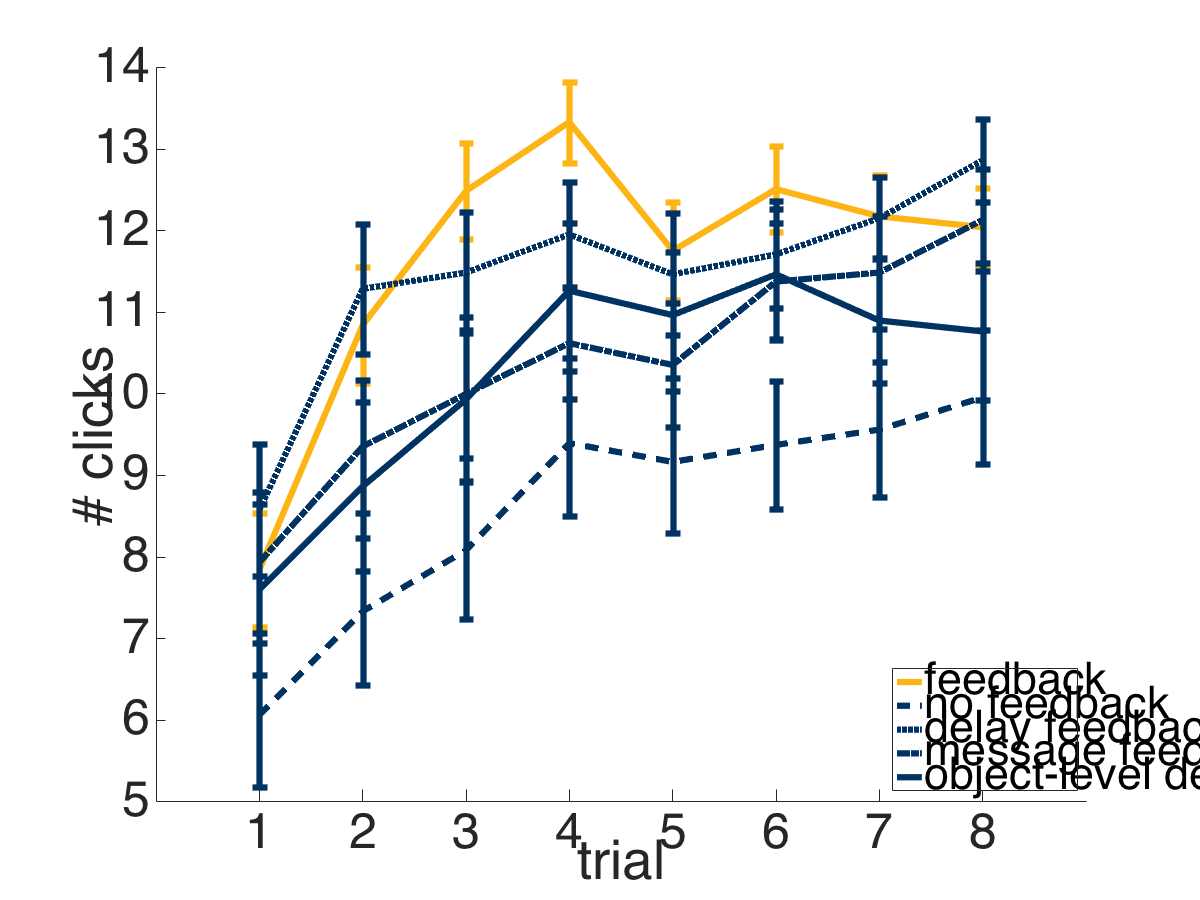 14
13
12
11
10
9
8
7
6
5
# clicks
1 2 3 4 5 6 7 8
trial
feedback
no feedback
delay feedbac
message feed
object-level de